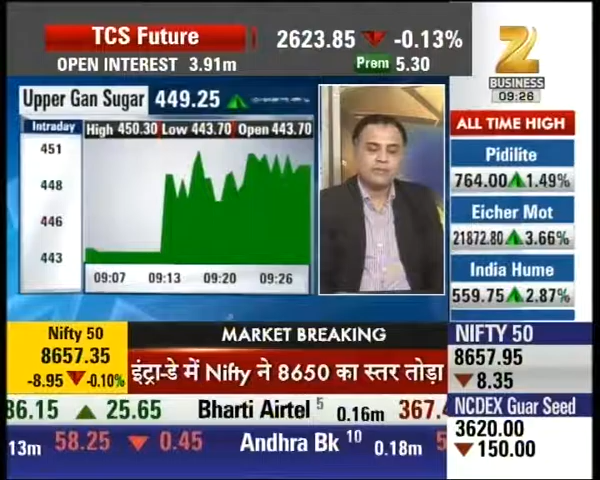 TCS Future
2623.85 -0.13%
OPEN INTEREST 3.91m
Prem 5.30
Z
BUSINESS
09:26
Upper Gan Sugar 449.25
Intraday High 450.30 Low 443.70 Open 443.70
451
448
446
443
09:07 09:13 09:20 09:26
ALL TIME HIGH
Pidilite
764.00 1.49%
Eicher Mot
21872.80 3.66%
India Hume
559.75 2.87%
Nifty 50
8657.35
-8.95 -0.10%
MARKET BREAKING
इंट्रा-डे में Nifty ने 8650 का स्तर तोड़ा
NIFTY 50
8657.95
8.35
NCDEX Guar Seed
3620.00
150.00
36.15 25.65 Bharti Airtel 5 0.16m 367.4
13m 58.25 0.45 Andhra Bk 10 0.18m 5